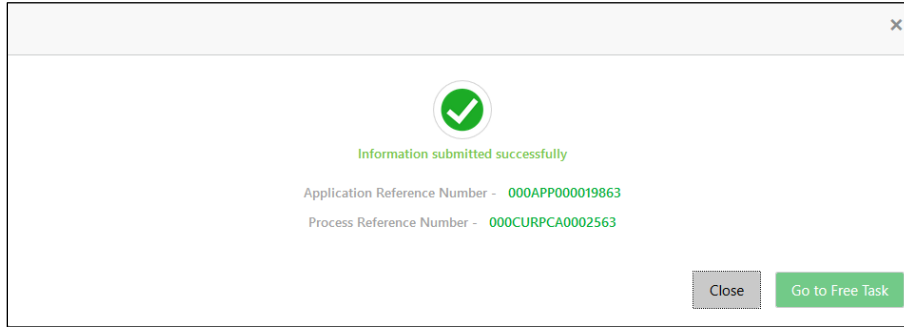 ×
Information submitted successfully
Application Reference Number - 000APP000019863
Process Reference Number - 000CURPCA0002563
Close Go to Free Task